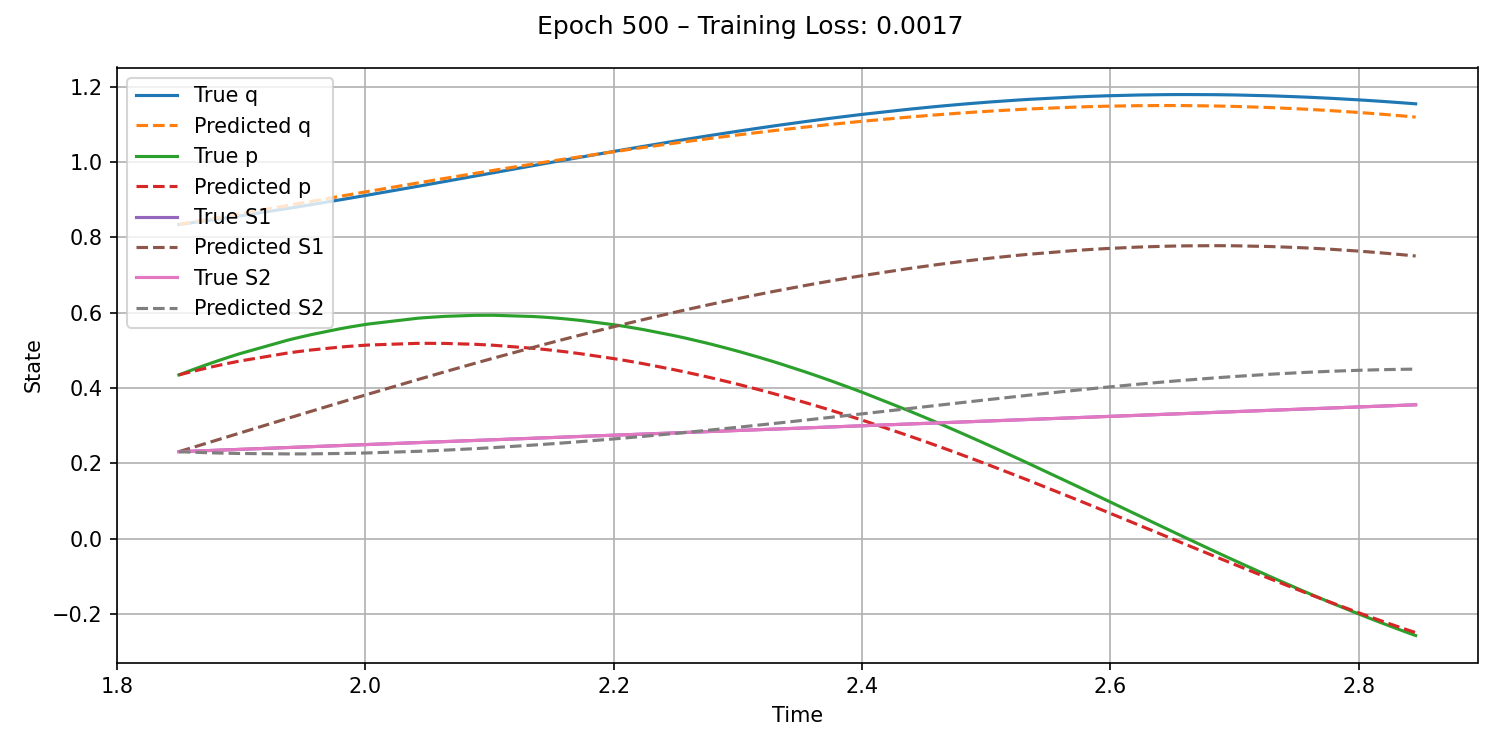 Epoch 500 – Training Loss: 0.0017
True q
Predicted q
True p
Predicted p
True S1
Predicted S1
True S2
Predicted S2
State
1.2
1.0
0.8
0.6
0.4
0.2
0.0
−0.2
1.8 2.0 2.2 2.4 2.6 2.8
Time